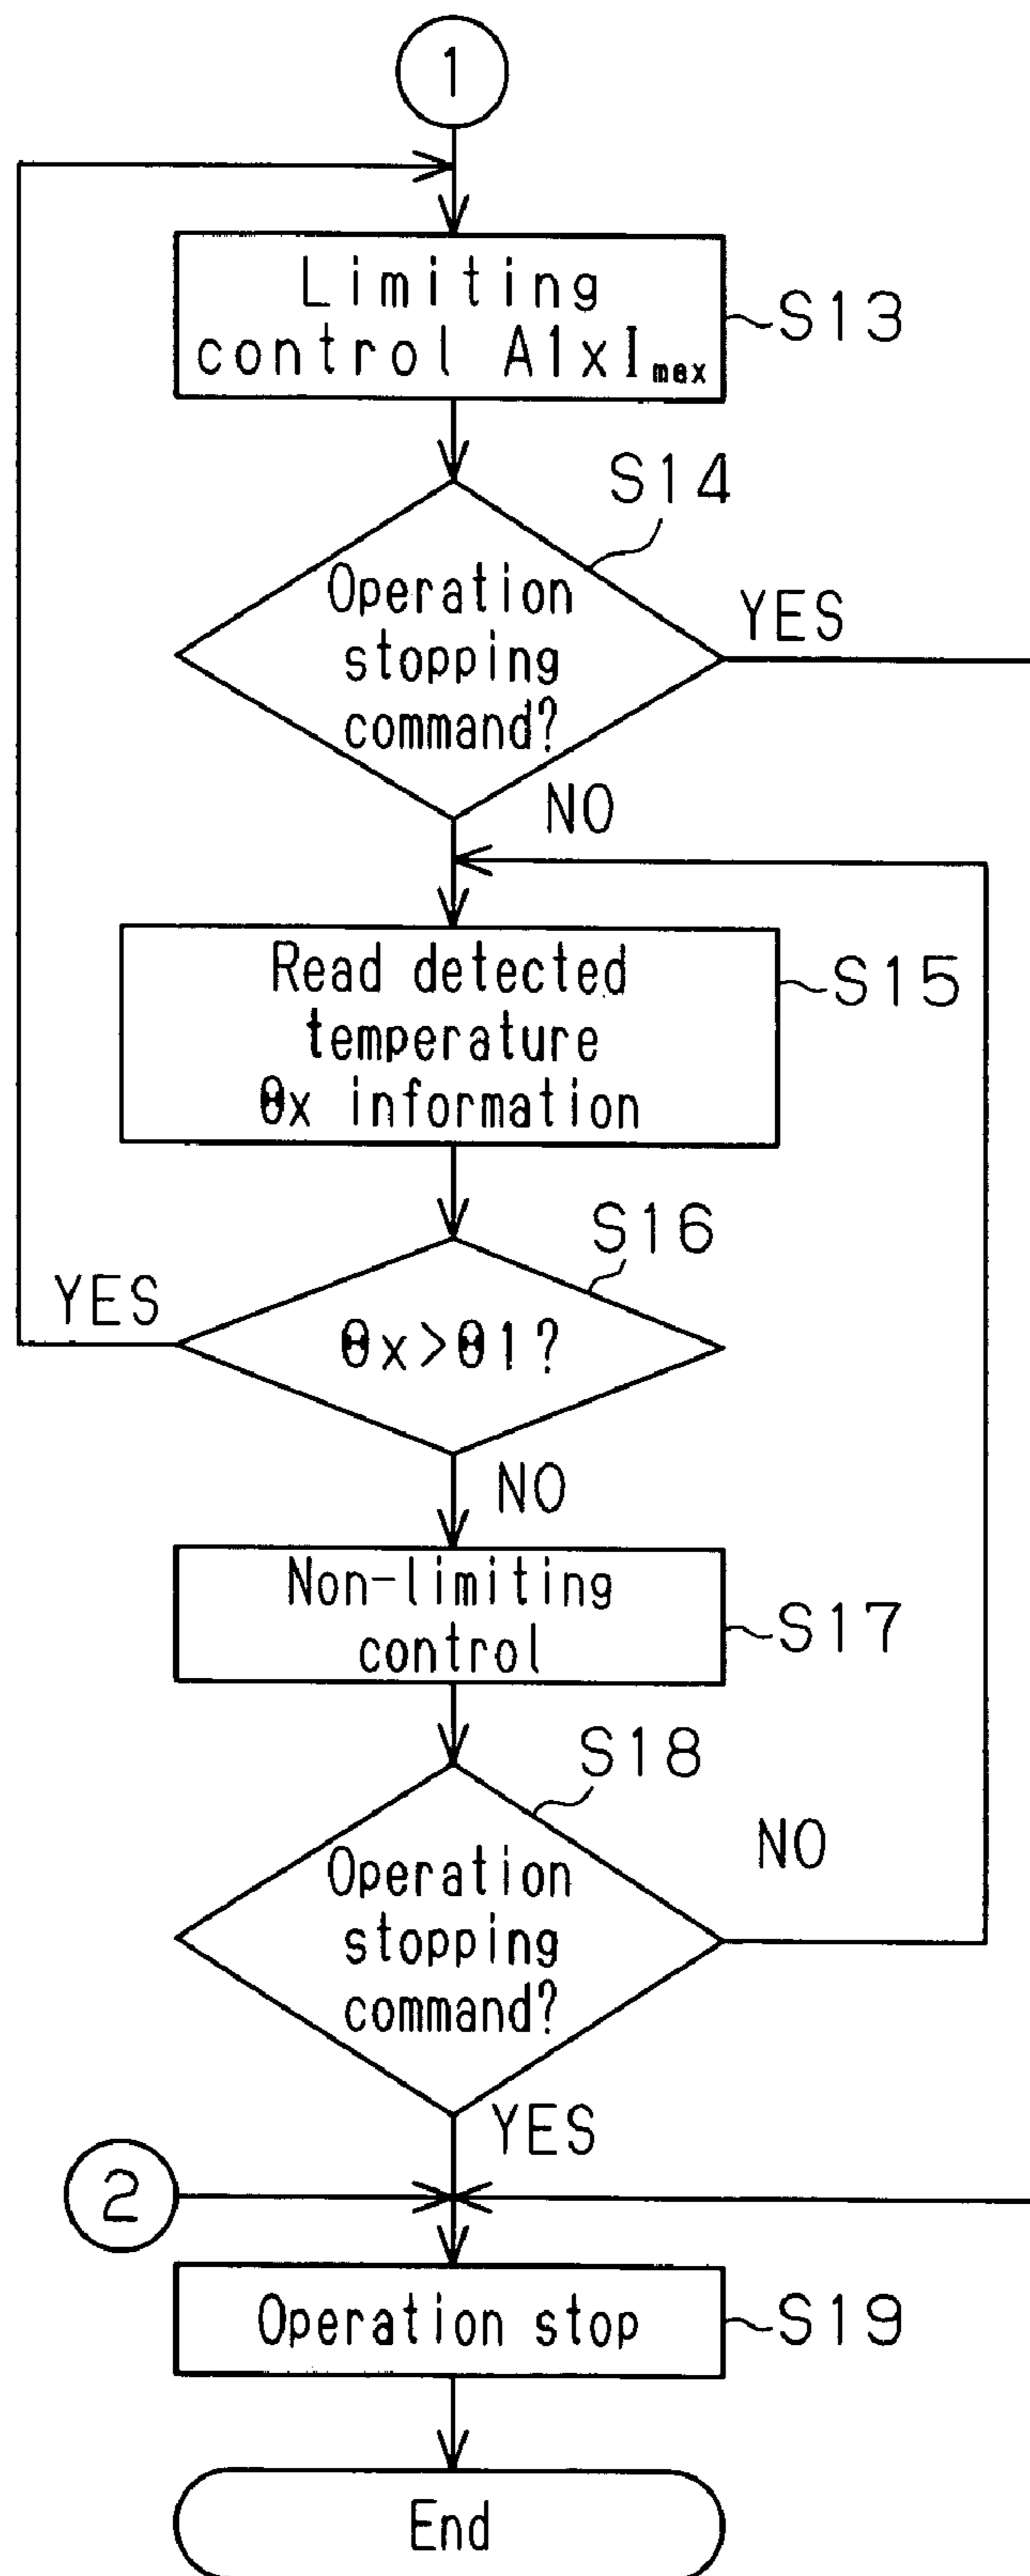 1
Limiting
control A1xImax
S13
S14
Operation
stopping
command?
YES
NO
Read detected
temperature
θx information
S15
S16
YES
θx>θ1?
NO
Non-limiting
control
S17
S18
Operation
stopping
command?
NO
YES
2
Operation stop
S19
End